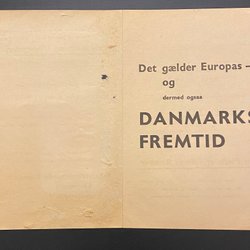 Det gælder Europas –
og
dermed ogsaa
DANMARKS
FREMTID